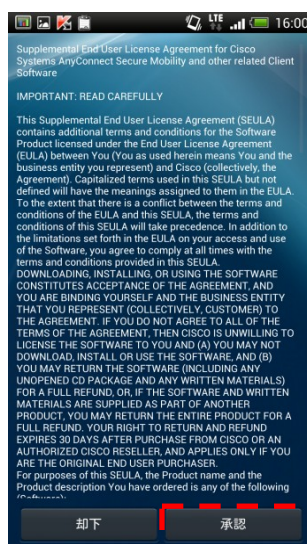 LTE 16:00
Supplemental End User License Agreement for Cisco
Systems AnyConnect Secure Mobility and other related Client
Software
IMPORTANT: READ CAREFULLY
This Supplemental End User License Agreement (SEULA)
contains additional terms and conditions for the Software
Product licensed under the End User License Agreement
(EULA) between You (You as used herein means You and the
business entity you represent) and Cisco (collectively, the
Agreement). Capitalized terms used in this SEULA but not
defined will have the meanings assigned to them in the EULA.
To the extent that there is a conflict between the terms and
conditions of the EULA and this SEULA, the terms and
conditions of this SEULA will take precedence. In addition to
the limitations set forth in the EULA on your access and use
of the Software, you agree to comply at all times with the
terms and conditions provided in this SEULA.
DOWNLOADING, INSTALLING, OR USING THE SOFTWARE
CONSTITUTES ACCEPTANCE OF THE AGREEMENT, AND
YOU ARE BINDING YOURSELF AND THE BUSINESS ENTITY
THAT YOU REPRESENT (COLLECTIVELY, CUSTOMER) TO
THE AGREEMENT. IF YOU DO NOT AGREE TO ALL OF THE
TERMS OF THE AGREEMENT, THEN CISCO IS UNWILLING TO
LICENSE THE SOFTWARE TO YOU AND (A) YOU MAY NOT
DOWNLOAD, INSTALL OR USE THE SOFTWARE, AND (B)
YOU MAY RETURN THE SOFTWARE (INCLUDING ANY
UNOPENED CD PACKAGE AND ANY WRITTEN MATERIALS)
FOR A FULL REFUND, OR, IF THE SOFTWARE AND WRITTEN
MATERIALS ARE SUPPLIED AS PART OF ANOTHER
PRODUCT, YOU MAY RETURN THE ENTIRE PRODUCT FOR A
FULL REFUND. YOUR RIGHT TO RETURN AND REFUND
EXPIRES 30 DAYS AFTER PURCHASE FROM CISCO OR AN
AUTHORIZED CISCO RESELLER, AND APPLIES ONLY IF YOU
ARE THE ORIGINAL END USER PURCHASER.
For purposes of this SEULA, the Product name and the
Product description You have ordered is any of the following
(Software):
却下 承認